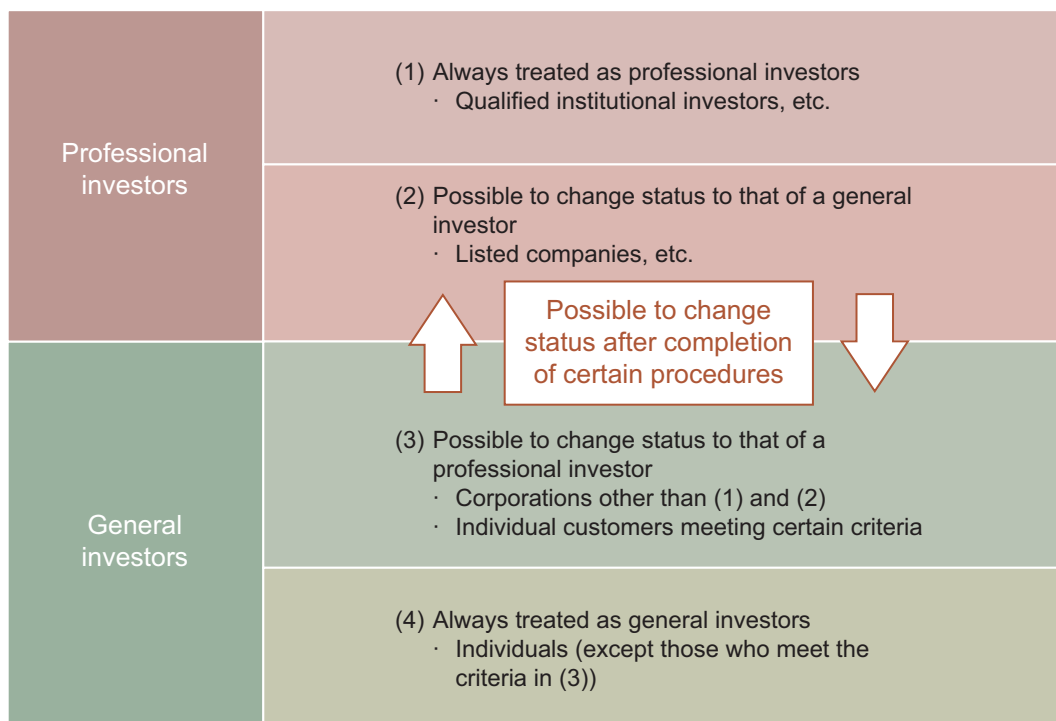 Professional
investors
(1) Always treated as professional investors
· Qualified institutional investors, etc.
(2) Possible to change status to that of a general
investor
· Listed companies, etc.
Possible to change
status after completion
of certain procedures
General
investors
(3) Possible to change status to that of a
professional investor
· Corporations other than (1) and (2)
· Individual customers meeting certain criteria
(4) Always treated as general investors
· Individuals (except those who meet the
criteria in (3))